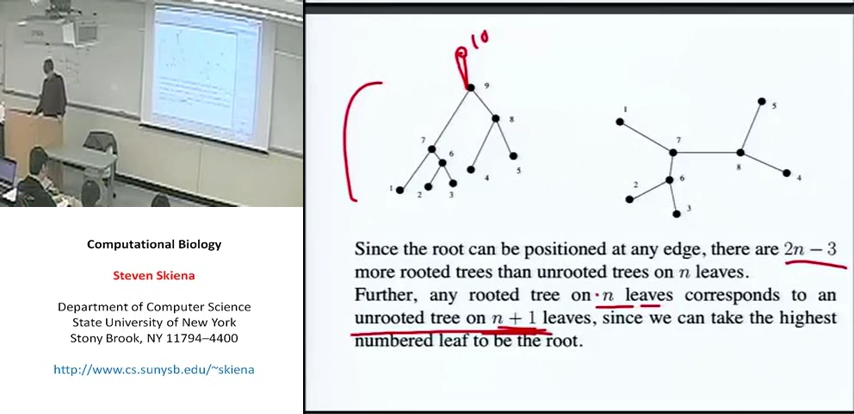 10
9
8
7
6
1
2
3
4
5
1
7
5
2
6
8
4
3
Since the root can be positioned at any edge, there are 2n − 3
more rooted trees than unrooted trees on n leaves.
Further, any rooted tree on n leaves corresponds to an
unrooted tree on n + 1 leaves, since we can take the highest
numbered leaf to be the root.
Computational Biology
Steven Skiena
Department of Computer Science
State University of New York
Stony Brook, NY 11794–4400
http://www.cs.sunysb.edu/~skiena